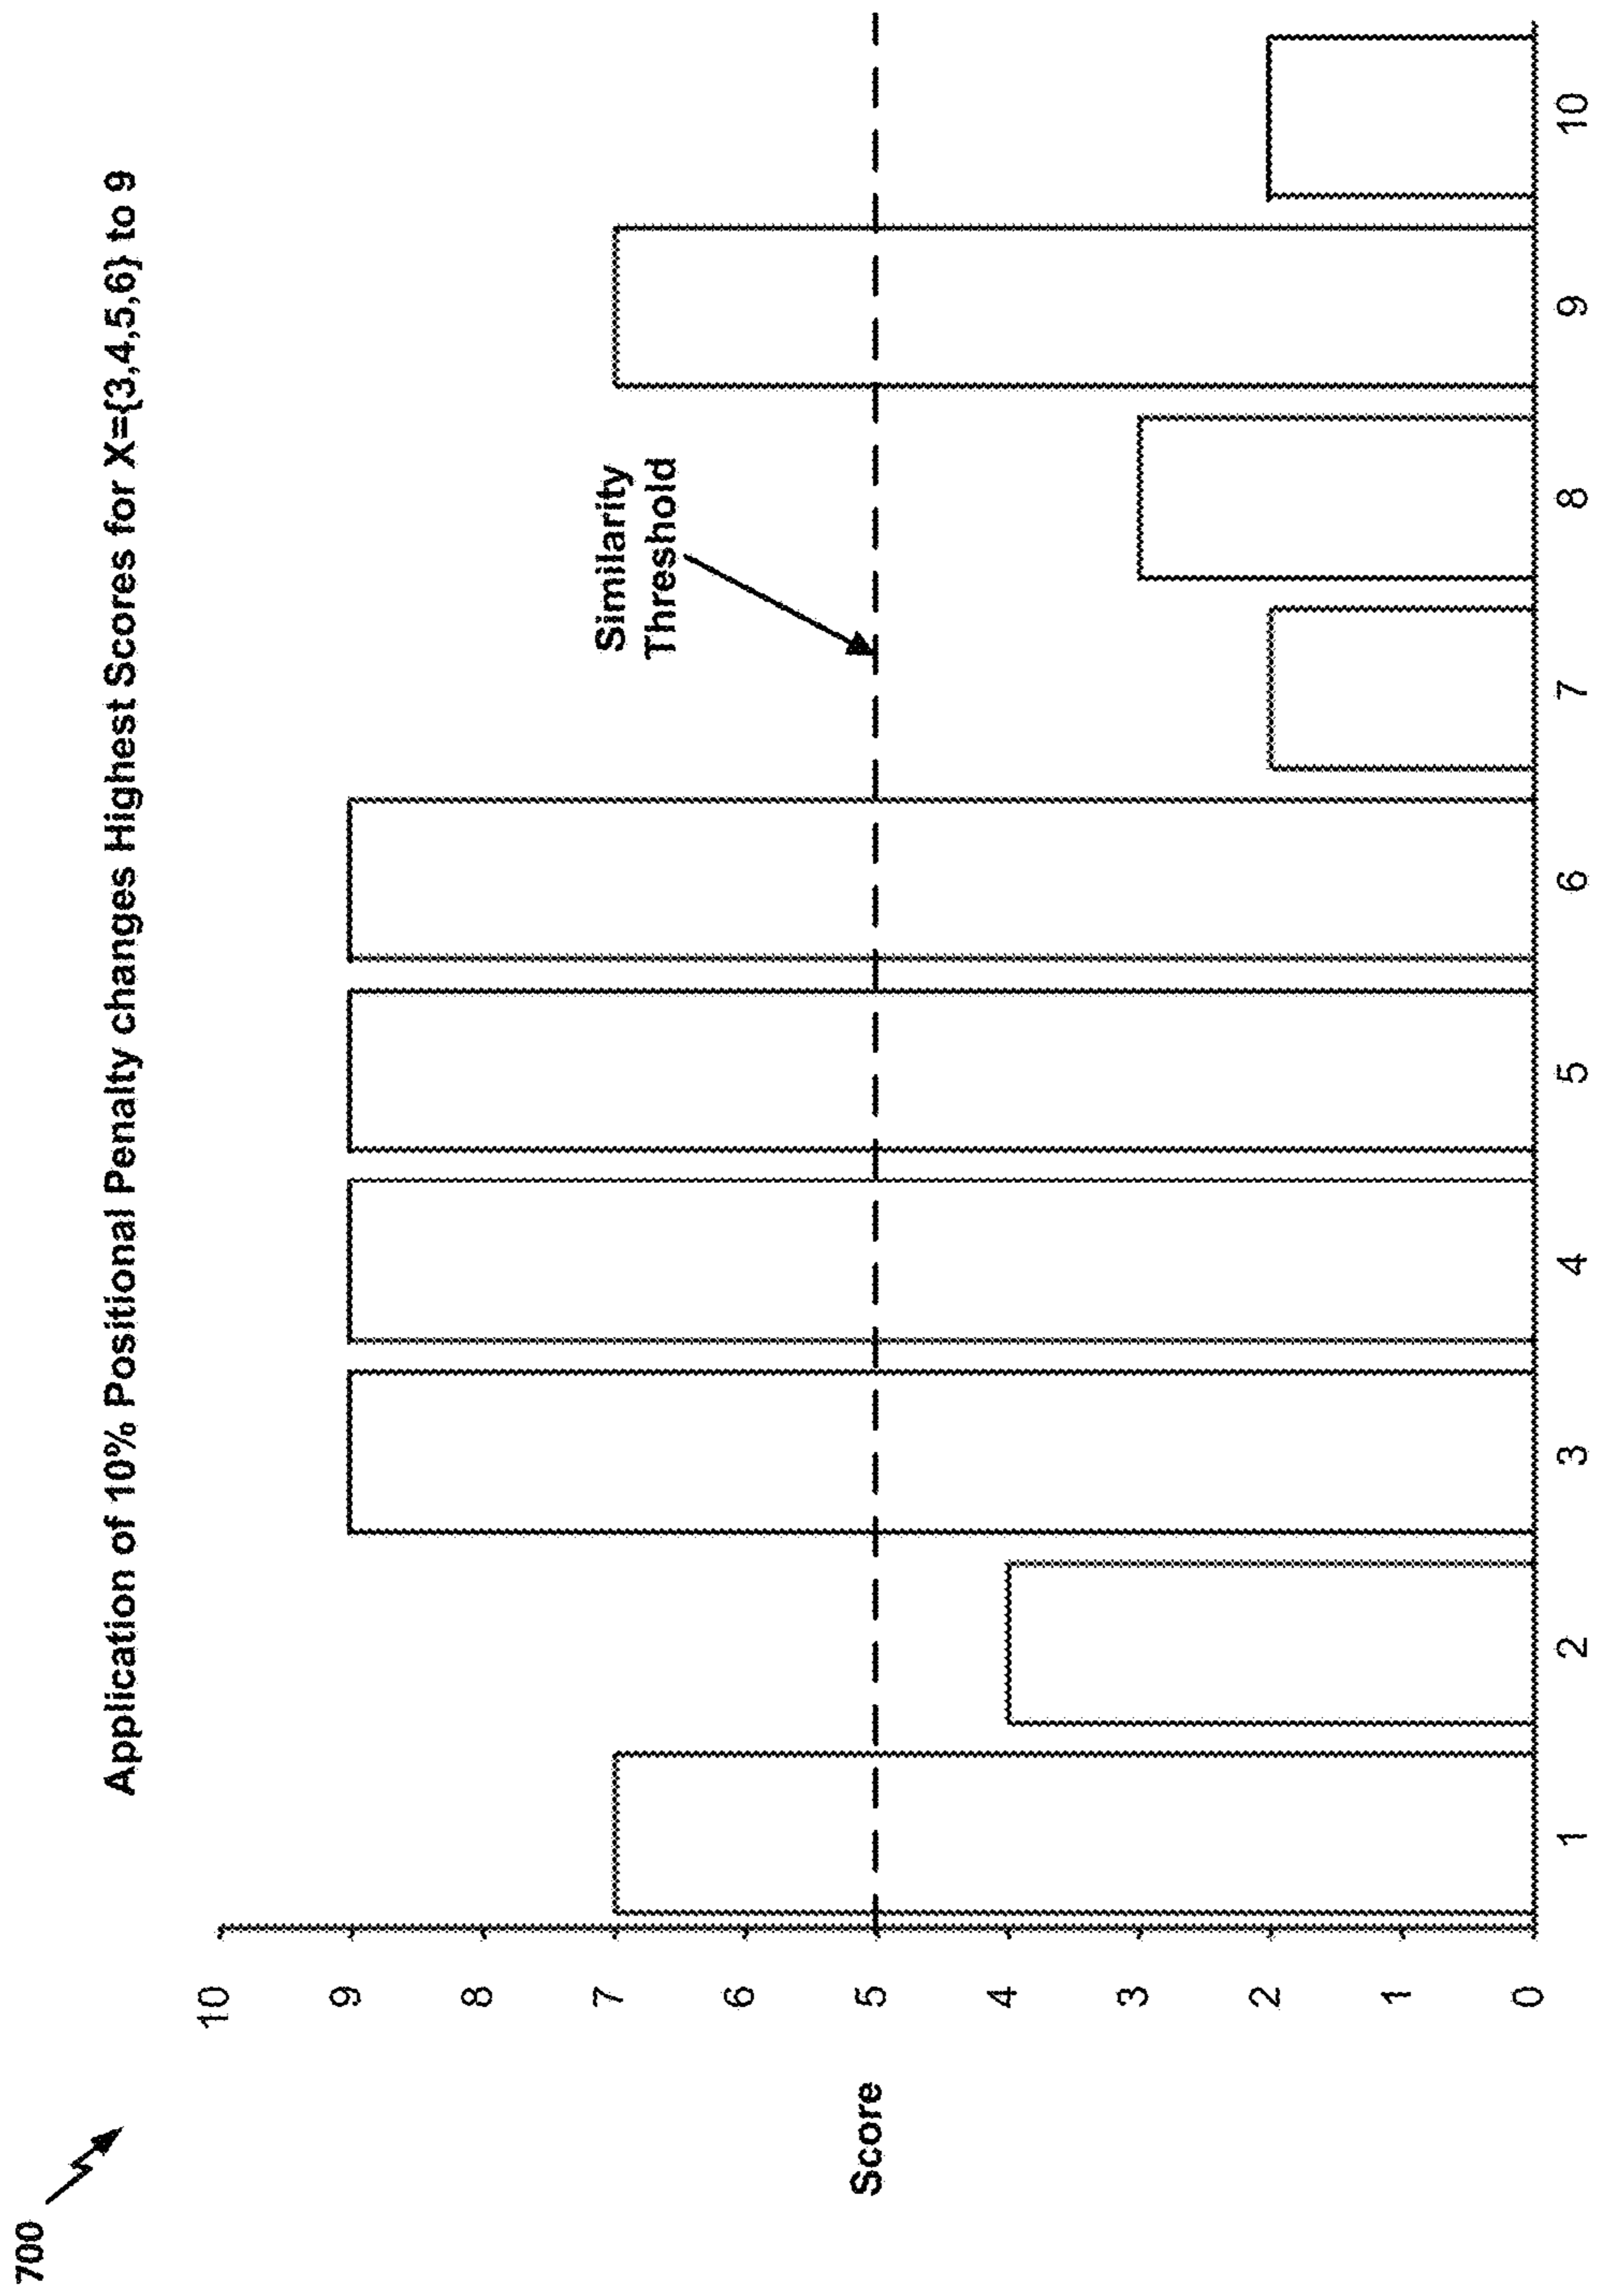 700
Application of 10% Positional Penalty changes Highest Scores for X={3,4,5,6} to 9
10
9
8
7
6
5
4
3
2
1
0
Score
Similarity
Threshold
1 2 3 4 5 6 7 8 9 10